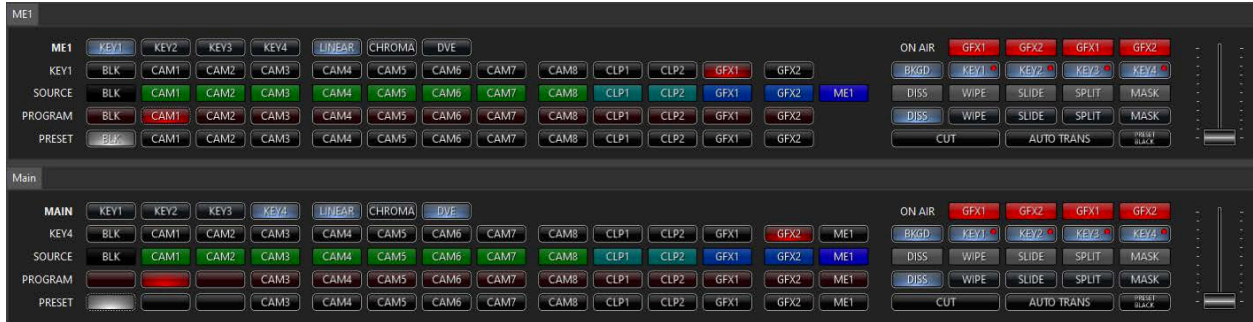 ME1
ME1 KEY1 KEY2 KEY3 KEY4 LINEAR CHROMA DVE ON AIR GFX1 GFX2 GFX1 GFX2
KEY1 BLK CAM1 CAM2 CAM3 CAM4 CAM5 CAM6 CAM7 CAM8 CLP1 CLP2 GFX1 GFX2 BKGD KEY1 KEY2 KEY3 KEY4
SOURCE BLK CAM1 CAM2 CAM3 CAM4 CAM5 CAM6 CAM7 CAM8 CLP1 CLP2 GFX1 GFX2 ME1 DISS WIPE SLIDE SPLIT MASK
PROGRAM BLK CAM1 CAM2 CAM3 CAM4 CAM5 CAM6 CAM7 CAM8 CLP1 CLP2 GFX1 GFX2 DISS WIPE SLIDE SPLIT MASK
PRESET BLK CAM1 CAM2 CAM3 CAM4 CAM5 CAM6 CAM7 CAM8 CLP1 CLP2 GFX1 GFX2 CUT AUTO TRANS PRESET BLACK
Main
MAIN KEY1 KEY2 KEY3 KEY4 LINEAR CHROMA DVE ON AIR GFX1 GFX2 GFX1 GFX2
KEY4 BLK CAM1 CAM2 CAM3 CAM4 CAM5 CAM6 CAM7 CAM8 CLP1 CLP2 GFX1 GFX2 ME1 BKGD KEY1 KEY2 KEY3 KEY4
SOURCE BLK CAM1 CAM2 CAM3 CAM4 CAM5 CAM6 CAM7 CAM8 CLP1 CLP2 GFX1 GFX2 ME1 DISS WIPE SLIDE SPLIT MASK
PROGRAM CAM3 CAM4 CAM5 CAM6 CAM7 CAM8 CLP1 CLP2 GFX1 GFX2 ME1 DISS WIPE SLIDE SPLIT MASK
PRESET CAM3 CAM4 CAM5 CAM6 CAM7 CAM8 CLP1 CLP2 GFX1 GFX2 ME1 CUT AUTO TRANS PRESET BLACK